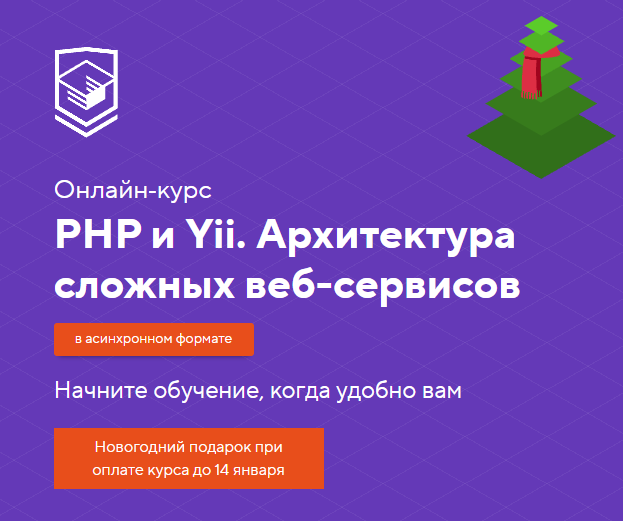 Онлайн-курс
PHP и Yii. Архитектура
сложных веб-сервисов
в асинхронном формате
Начните обучение, когда удобно вам
Новогодний подарок при
оплате курса до 14 января